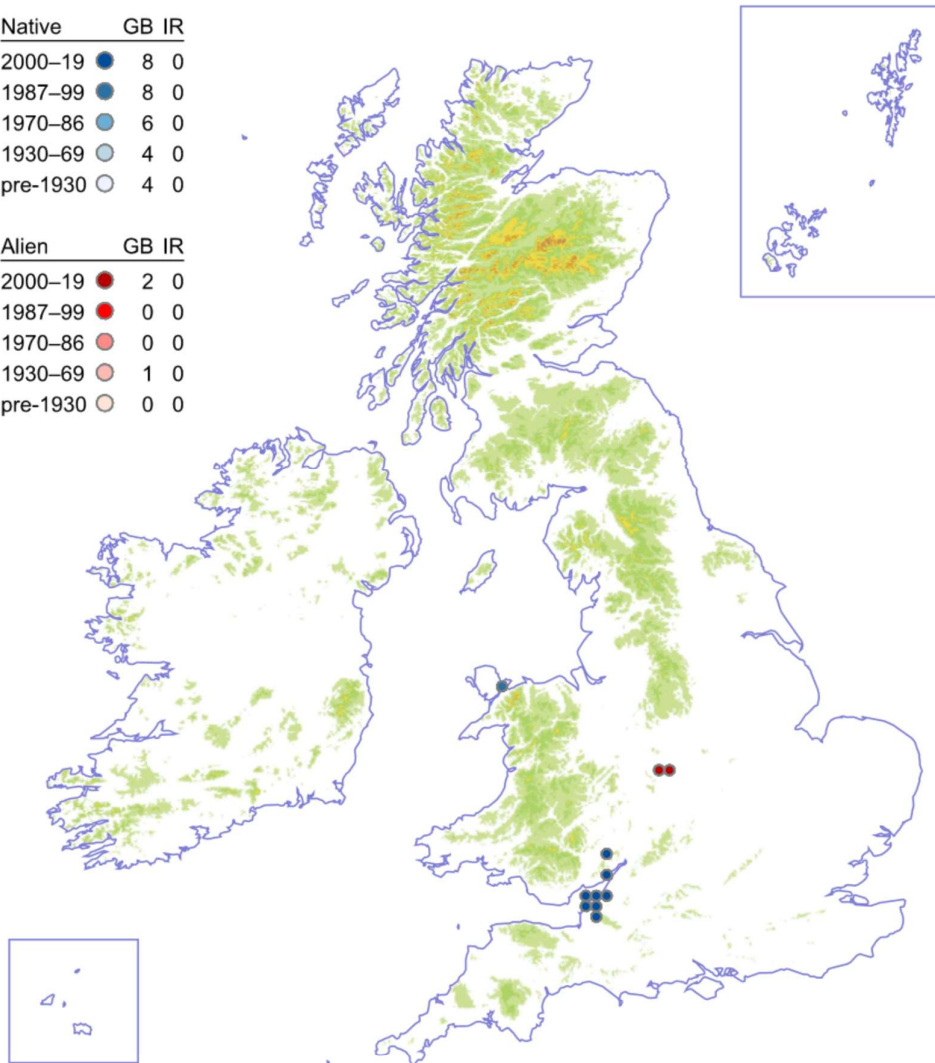 Native GB IR
2000–19 8 0
1987–99 8 0
1970–86 6 0
1930–69 4 0
pre-1930 4 0
Alien GB IR
2000–19 2 0
1987–99 0 0
1970–86 0 0
1930–69 1 0
pre-1930 0 0